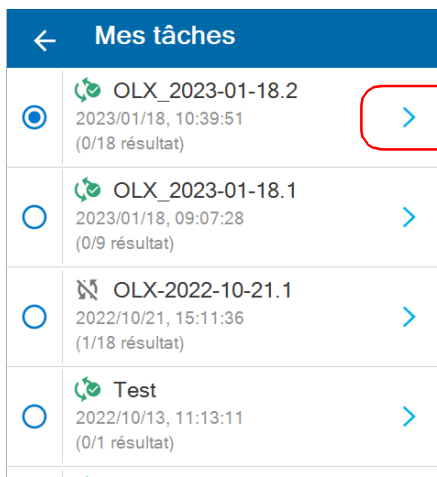 Mes tâches
OLX_2023-01-18.2
2023/01/18, 10:39:51
(0/18 résultat)
OLX_2023-01-18.1
2023/01/18, 09:07:28
(0/9 résultat)
OLX-2022-10-21.1
2022/10/21, 15:11:36
(1/18 résultat)
Test
2022/10/13, 11:13:11
(0/1 résultat)